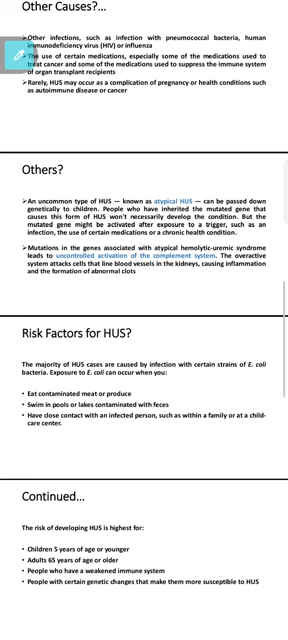 Other Causes?...
➢Other infections, such as infection with pneumococcal bacteria, human
immunodeficiency virus (HIV) or influenza
➢The use of certain medications, especially some of the medications used to
treat cancer and some of the medications used to suppress the immune system
of organ transplant recipients
➢Rarely, HUS may occur as a complication of pregnancy or health conditions such
as autoimmune disease or cancer
Others?
➢An uncommon type of HUS — known as atypical HUS — can be passed down
genetically to children. People who have inherited the mutated gene that
causes this form of HUS won't necessarily develop the condition. But the
mutated gene might be activated after exposure to a trigger, such as an
infection, the use of certain medications or a chronic health condition.
➢Mutations in the genes associated with atypical hemolytic-uremic syndrome
leads to uncontrolled activation of the complement system. The overactive
system attacks cells that line blood vessels in the kidneys, causing inflammation
and the formation of abnormal clots
Risk Factors for HUS?
The majority of HUS cases are caused by infection with certain strains of E. coli
bacteria. Exposure to E. coli can occur when you:
• Eat contaminated meat or produce
• Swim in pools or lakes contaminated with feces
• Have close contact with an infected person, such as within a family or at a child-
care center.
Continued...
The risk of developing HUS is highest for:
• Children 5 years of age or younger
• Adults 65 years of age or older
• People who have a weakened immune system
• People with certain genetic changes that make them more susceptible to HUS